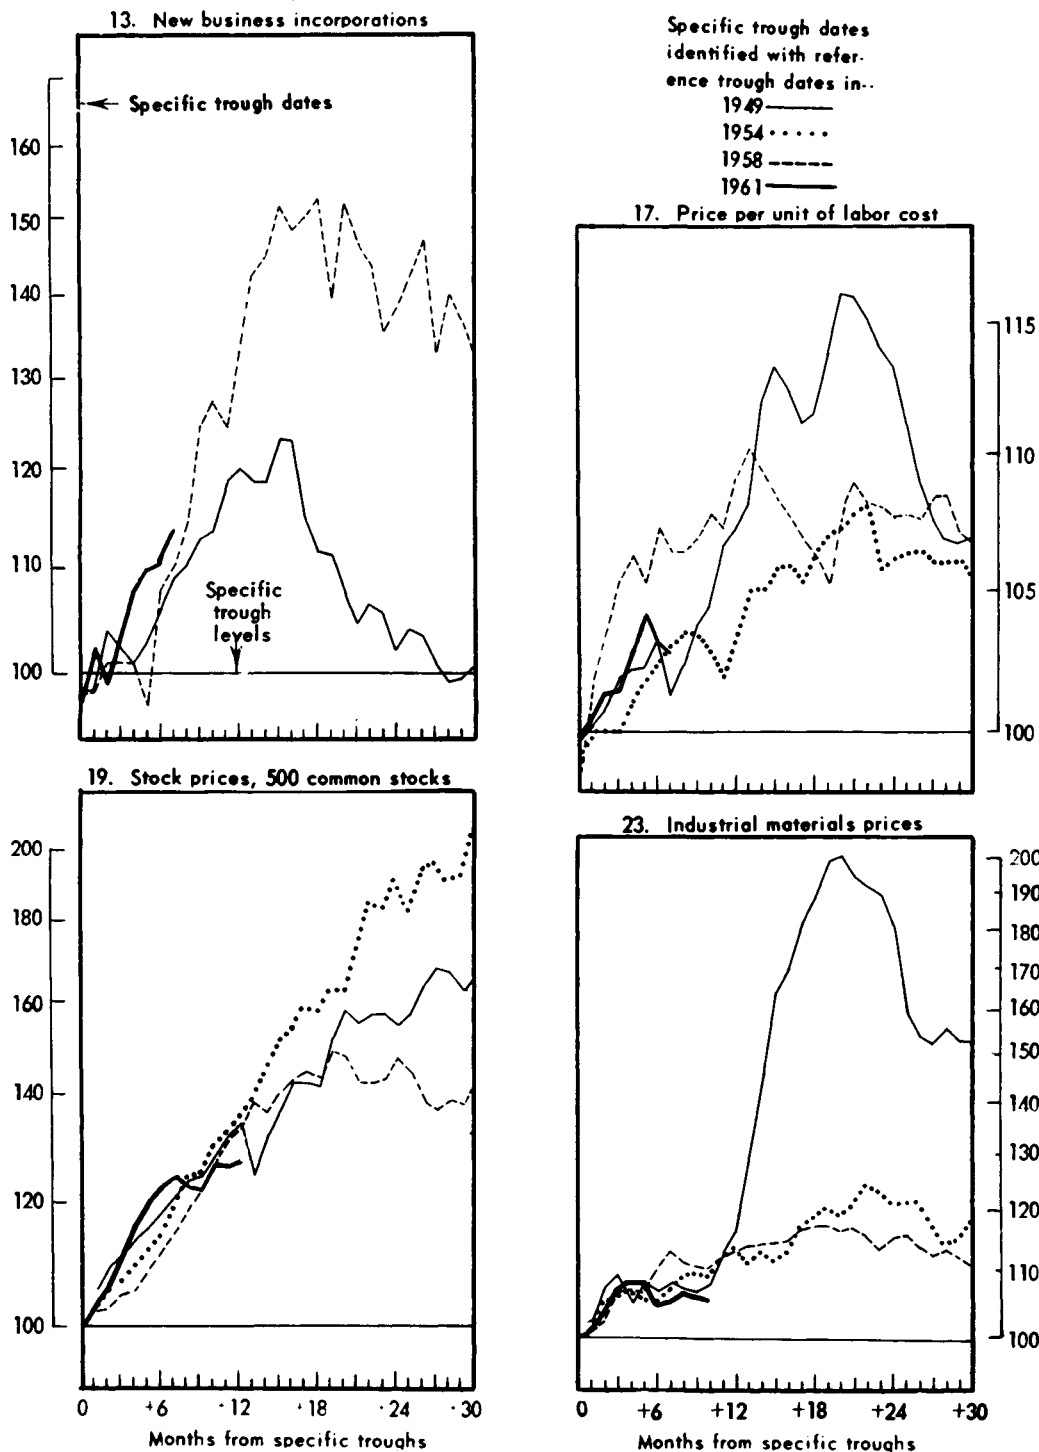 13. New business incorporations
Specific trough dates
160
150
140
130
120
110
100
Specific
trough
levels
Specific trough dates
identified with refer-
ence trough dates in--
1949
1954
1958
1961
17. Price per unit of labor cost
115
110
105
100
19. Stock prices, 500 common stocks
200
180
160
140
120
100
0 +6 +12 +18 +24 +30
Months from specific troughs
23. Industrial materials prices
200
190
180
170
160
150
140
130
120
110
100
0 +6 +12 +18 +24 +30
Months from specific troughs